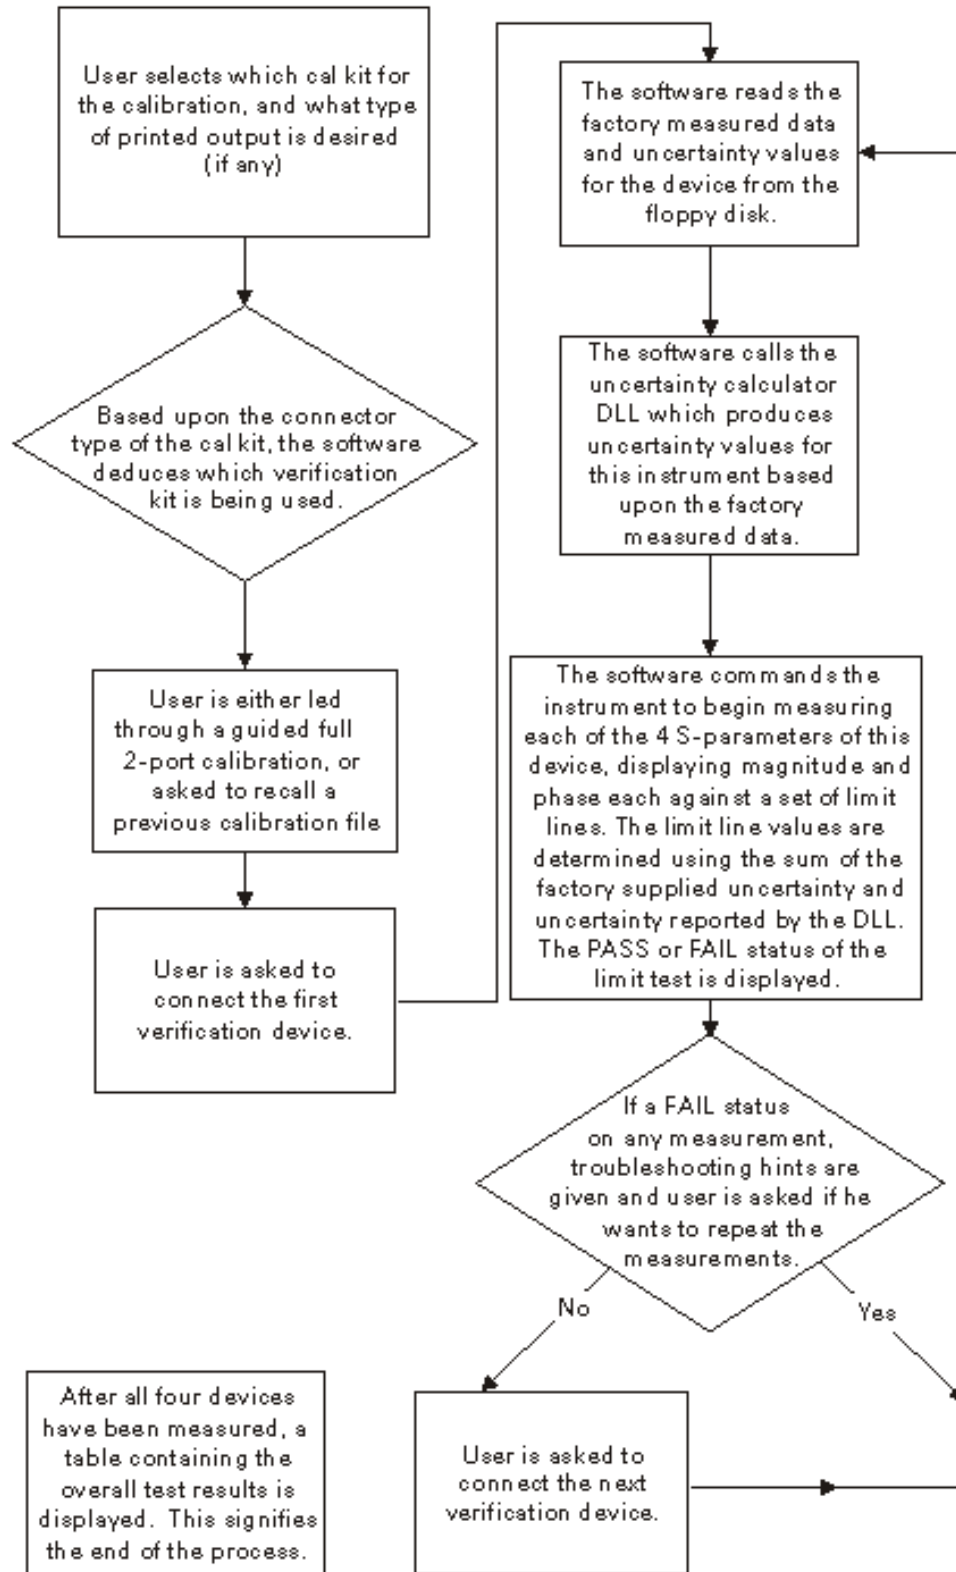 User selects which cal kit for
the calibration, and what type
of printed output is desired
(if any)
Based upon the connector
type of the cal kit, the software
deduces which verification
kit is being used.
User is either led
through a guided full
2-port calibration, or
asked to recall a
previous calibration file
User is asked to
connect the first
verification device.
The software reads the
factory measured data
and uncertainty values
for the device from the
floppy disk.
The software calls the
uncertainty calculator
DLL which produces
uncertainty values for
this instrument based
upon the factory
measured data.
The software commands the
instrument to begin measuring
each of the 4 S-parameters of this
device, displaying magnitude and
phase each against a set of limit
lines. The limit line values are
determined using the sum of the
factory supplied uncertainty and
uncertainty reported by the DLL.
The PASS or FAIL status of the
limit test is displayed.
If a FAIL status
on any measurement,
troubleshooting hints are
given and user is asked if he
wants to repeat the
measurements.
No
Yes
User is asked to
connect the next
verification device.
After all four devices
have been measured, a
table containing the
overall test results is
displayed. This signifies
the end of the process.